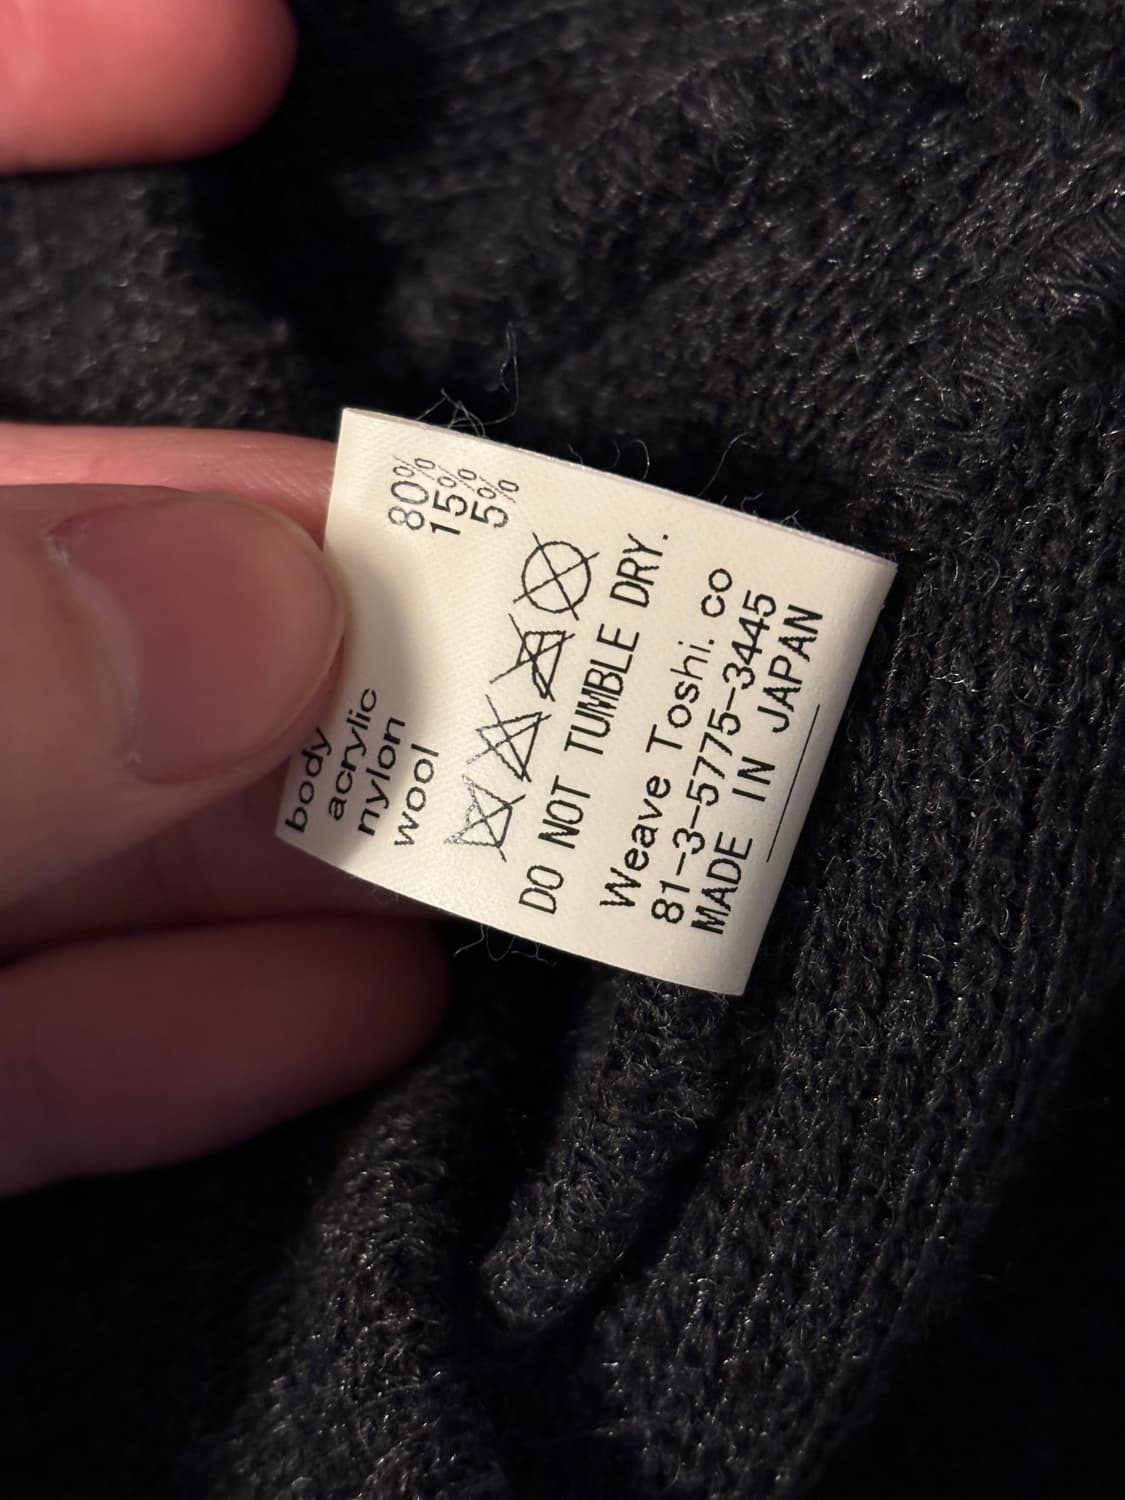 body
acrylic 80%
nylon 15%
wool 5%
DO NOT TUMBLE DRY.
Weave Toshi. co
81-3-5775-3445
MADE IN JAPAN